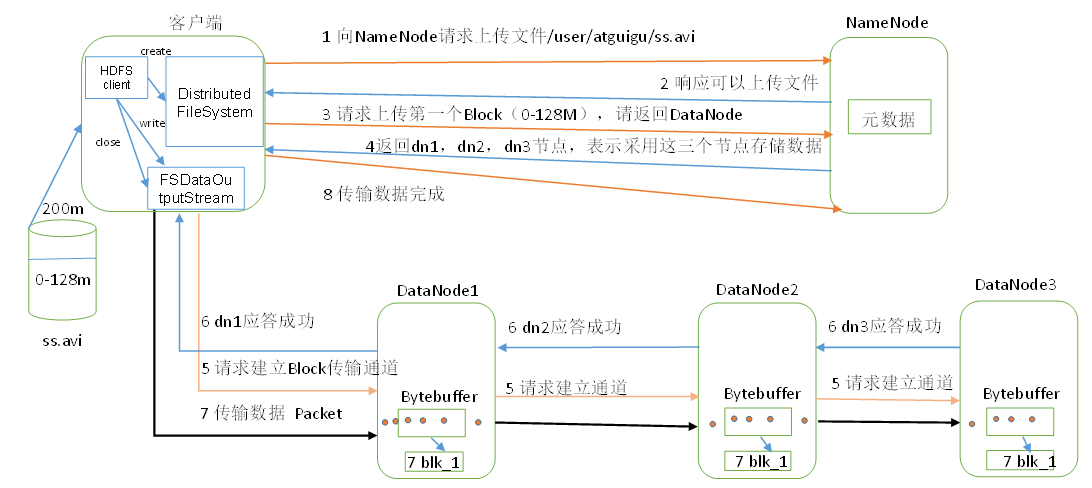 客户端
NameNode
1 向NameNode请求上传文件/user/atguigu/ss.avi
create
HDFS
client
Distributed
FileSystem
2 响应可以上传文件
3 请求上传第一个Block（0-128M），请返回DataNode
元数据
write
close
4返回dn1，dn2，dn3节点，表示采用这三个节点存储数据
FSDataOu
tputStream
8 传输数据完成
200m
0-128m
ss.avi
DataNode1
DataNode2
DataNode3
6 dn1应答成功
6 dn2应答成功
6 dn3应答成功
5 请求建立Block传输通道
5 请求建立通道
5 请求建立通道
7 传输数据 Packet
Bytebuffer
Bytebuffer
Bytebuffer
7 blk_1
7 blk_1
7 blk_1